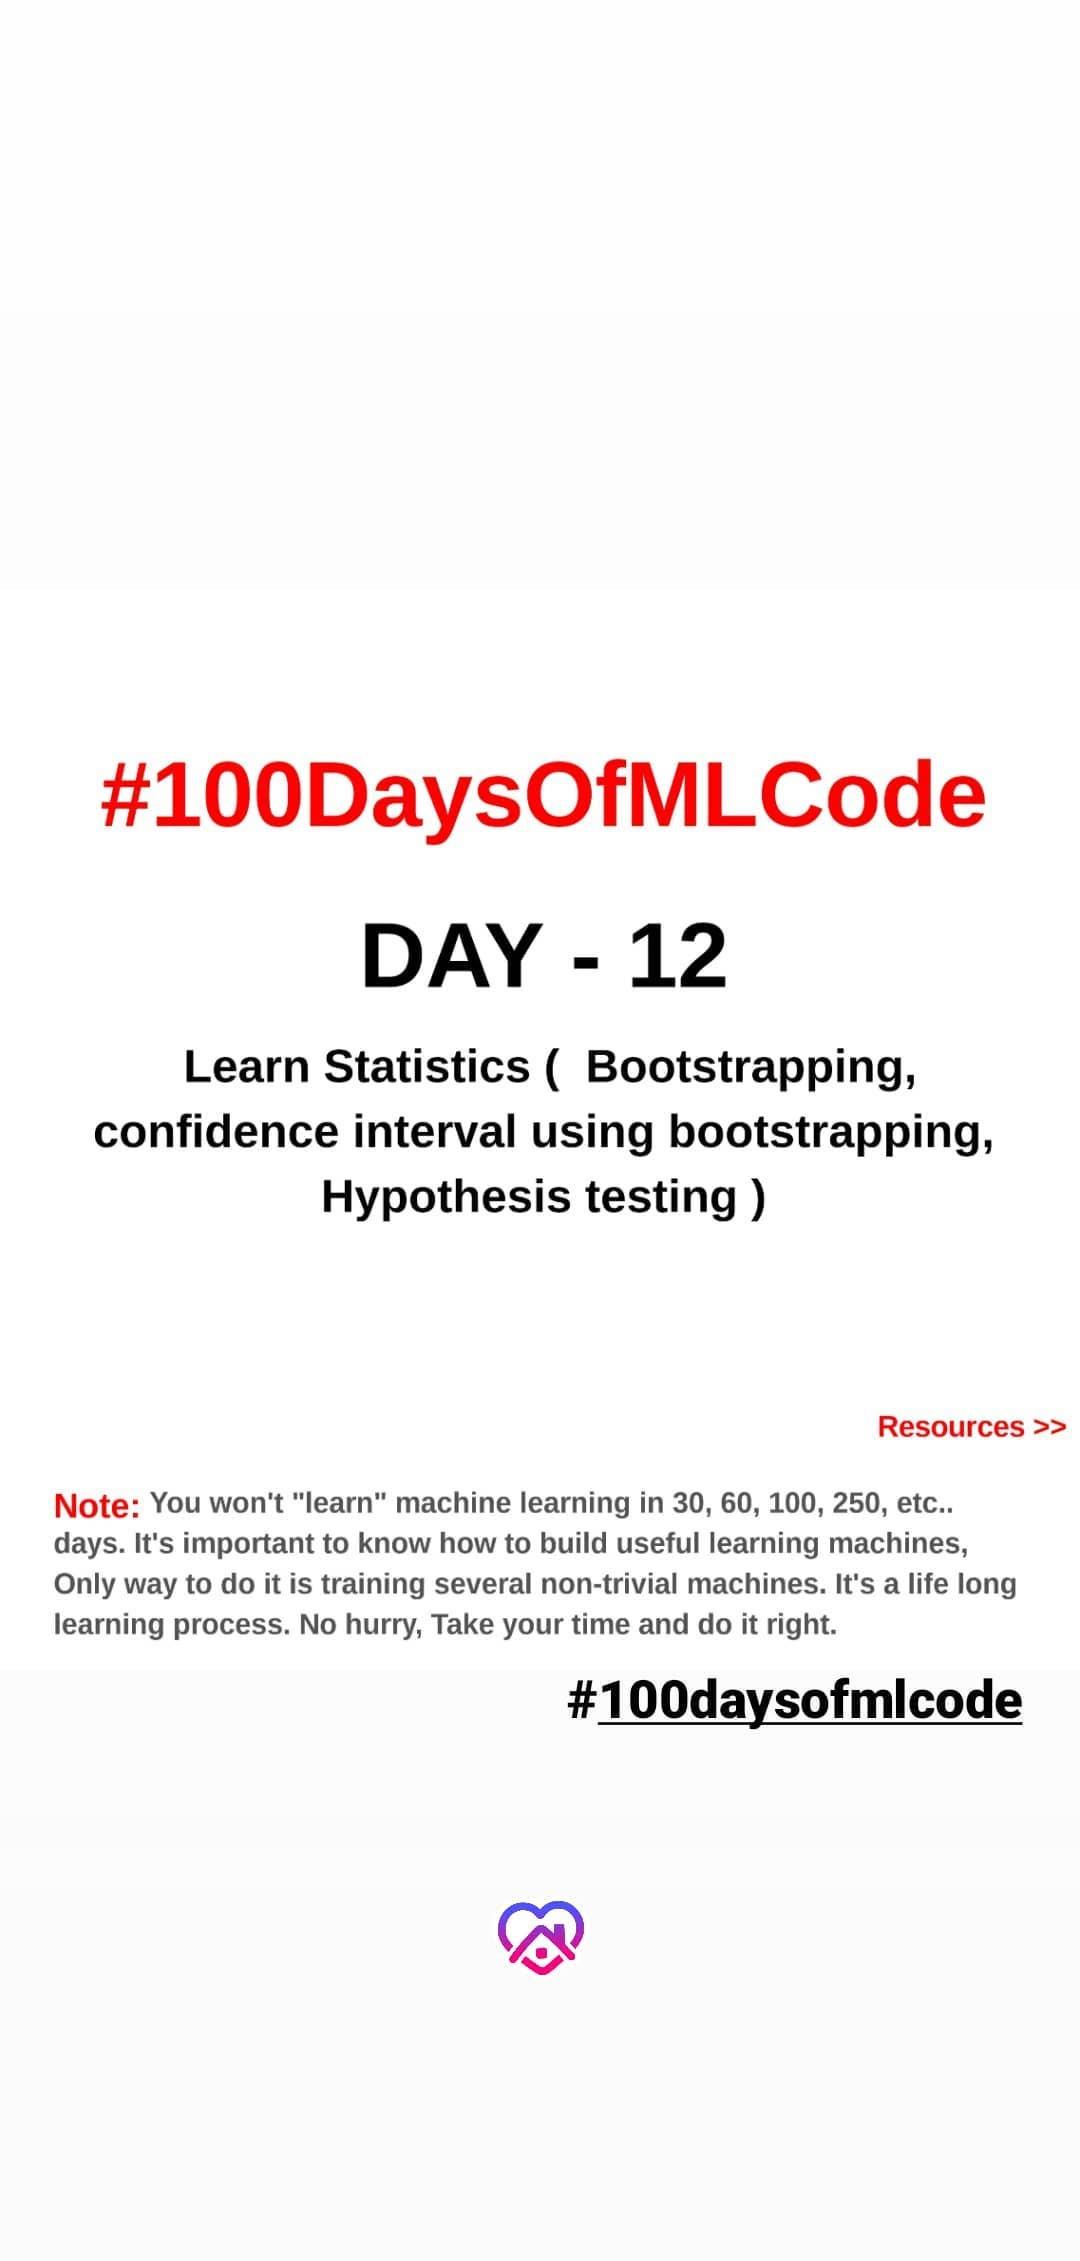 #100DaysOfMLCode
DAY - 12
Learn Statistics (  Bootstrapping,
confidence interval using bootstrapping,
Hypothesis testing )
Resources >>
Note: You won't "learn" machine learning in 30, 60, 100, 250, etc..
days. It's important to know how to build useful learning machines,
Only way to do it is training several non-trivial machines. It's a life long
learning process. No hurry, Take your time and do it right.
#100daysofmlcode